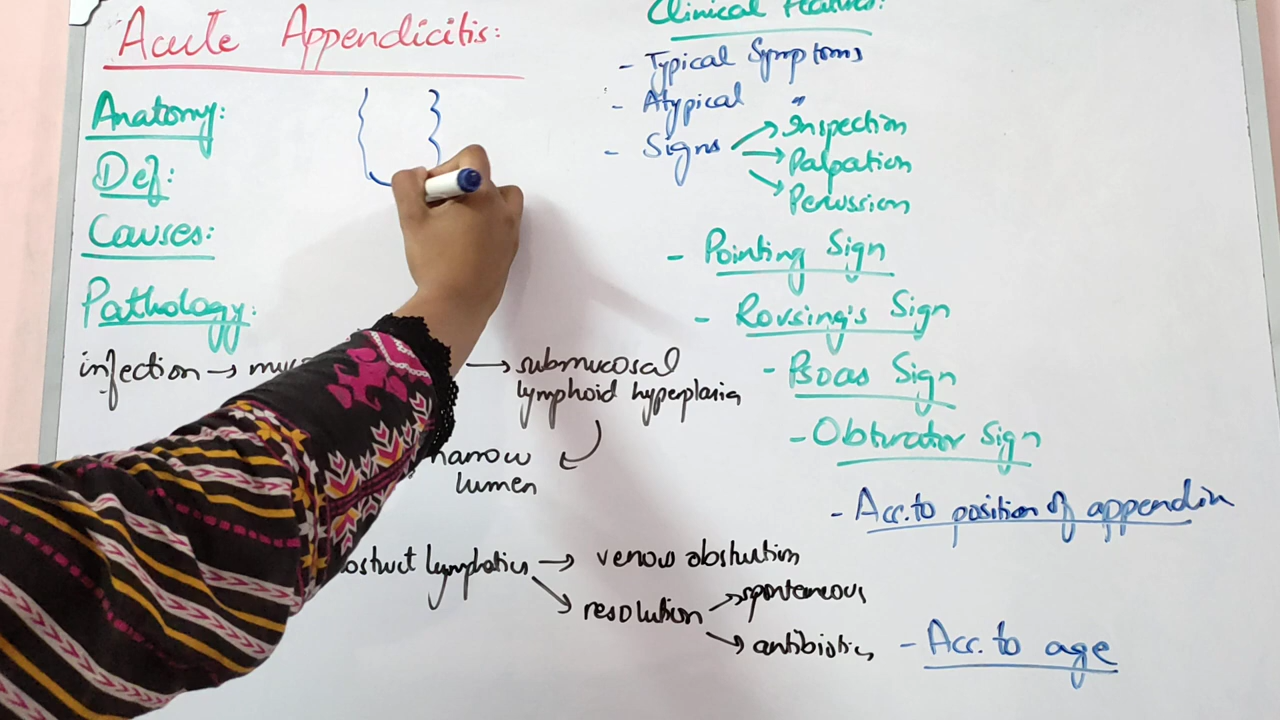 Acute Appendicitis:
Anatomy:
Def:
Causes:
Pathology:
infection →
→ submucosal
lymphoid hyperplasia
narrow
lumen
lymphatics → venous obstruction
resolution → spontaneous
→ antibiotics
Clinical Features:
- Typical Symptoms
- Atypical "
- Signs → Inspection
→ Palpation
→ Percussion
- Pointing Sign
- Rovsing's Sign
- Psoas Sign
- Obturator Sign
- Acc. to position of appendix
- Acc. to age